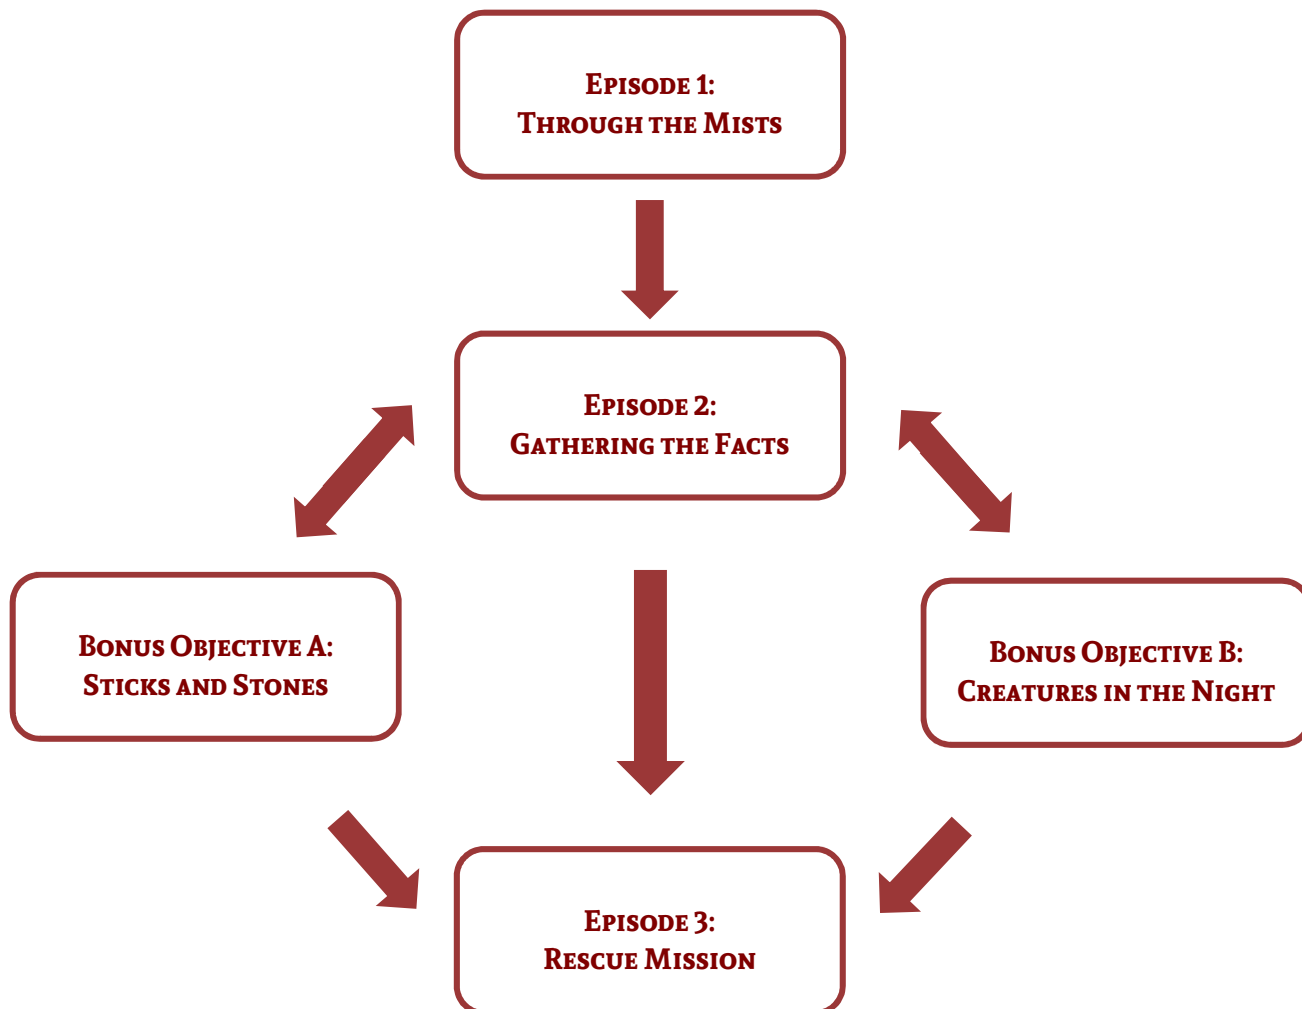 Episode 1:
Through the Mists
Episode 2:
Gathering the Facts
Bonus Objective A:
Sticks and Stones
Bonus Objective B:
Creatures in the Night
Episode 3:
Rescue Mission